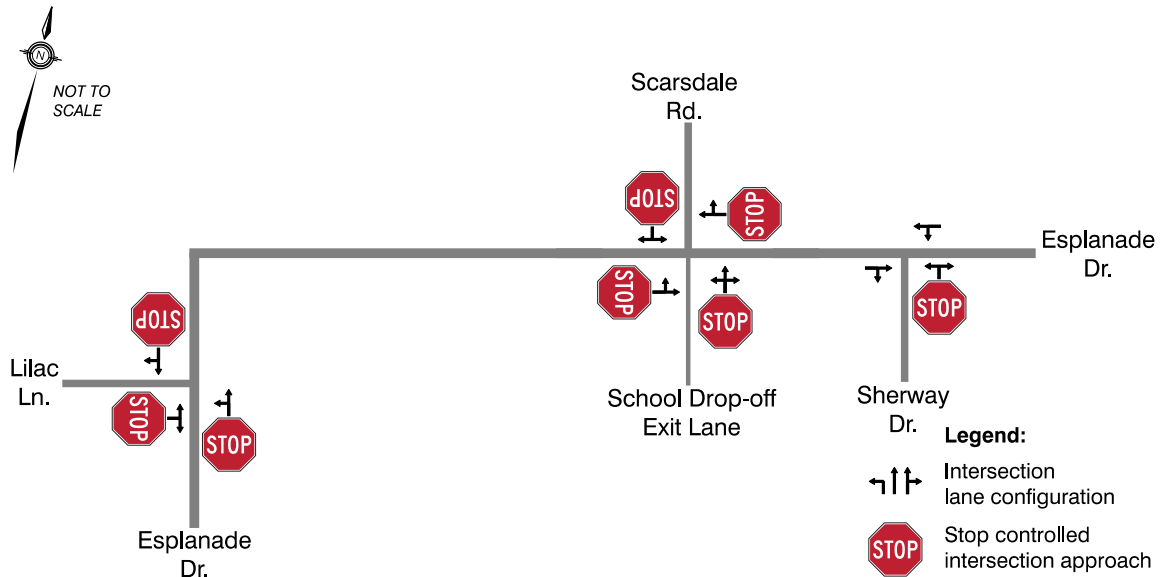 N
NOT TO
SCALE
Scarsdale
Rd.
STOP
STOP
Esplanade
Dr.
STOP
STOP
STOP
STOP
Lilac
Ln.
STOP
STOP
School Drop-off
Exit Lane
Sherway
Dr.
Esplanade
Dr.
Legend:
Intersection
lane configuration
STOP
Stop controlled
intersection approach